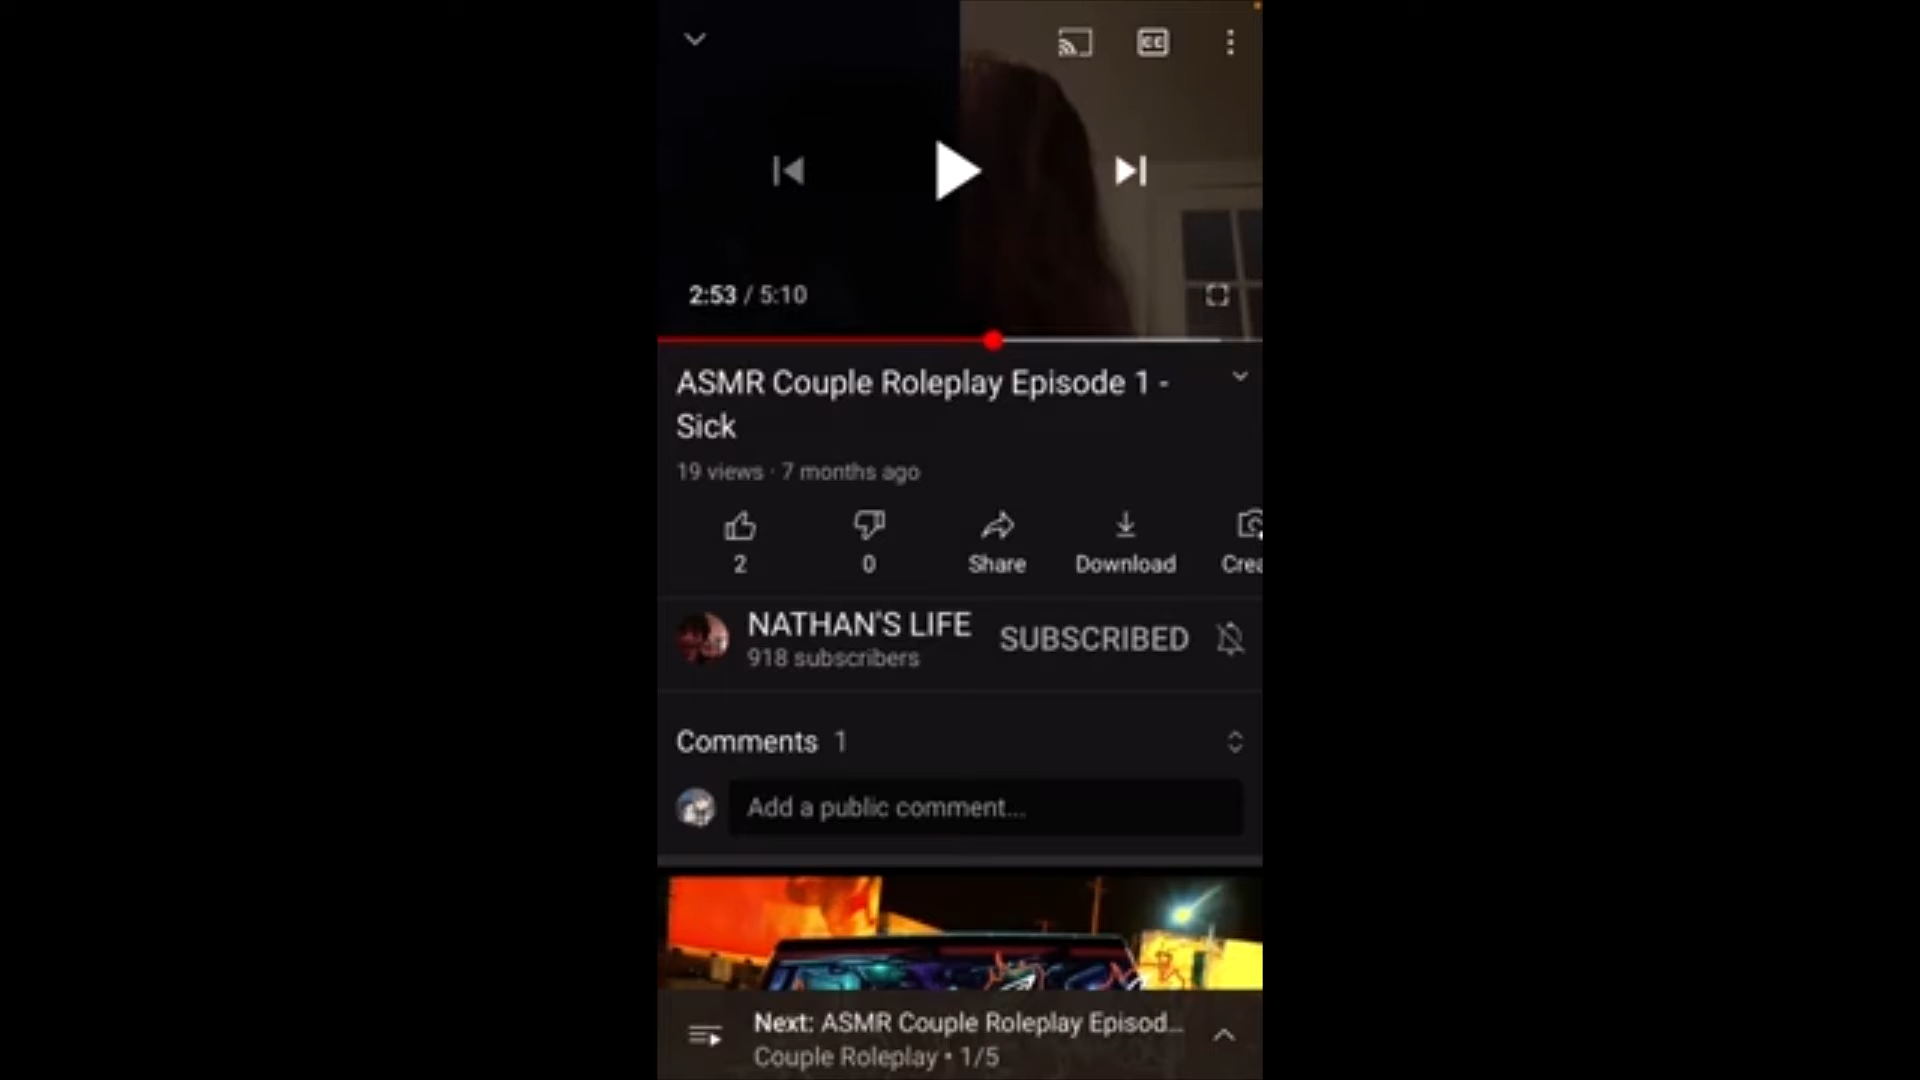 CC
2:53 / 5:10
ASMR Couple Roleplay Episode 1 -
Sick
19 views · 7 months ago
2
0
Share
Download
Crea
NATHAN'S LIFE
918 subscribers
SUBSCRIBED
Comments 1
Add a public comment...
Next: ASMR Couple Roleplay Episod...
Couple Roleplay • 1/5